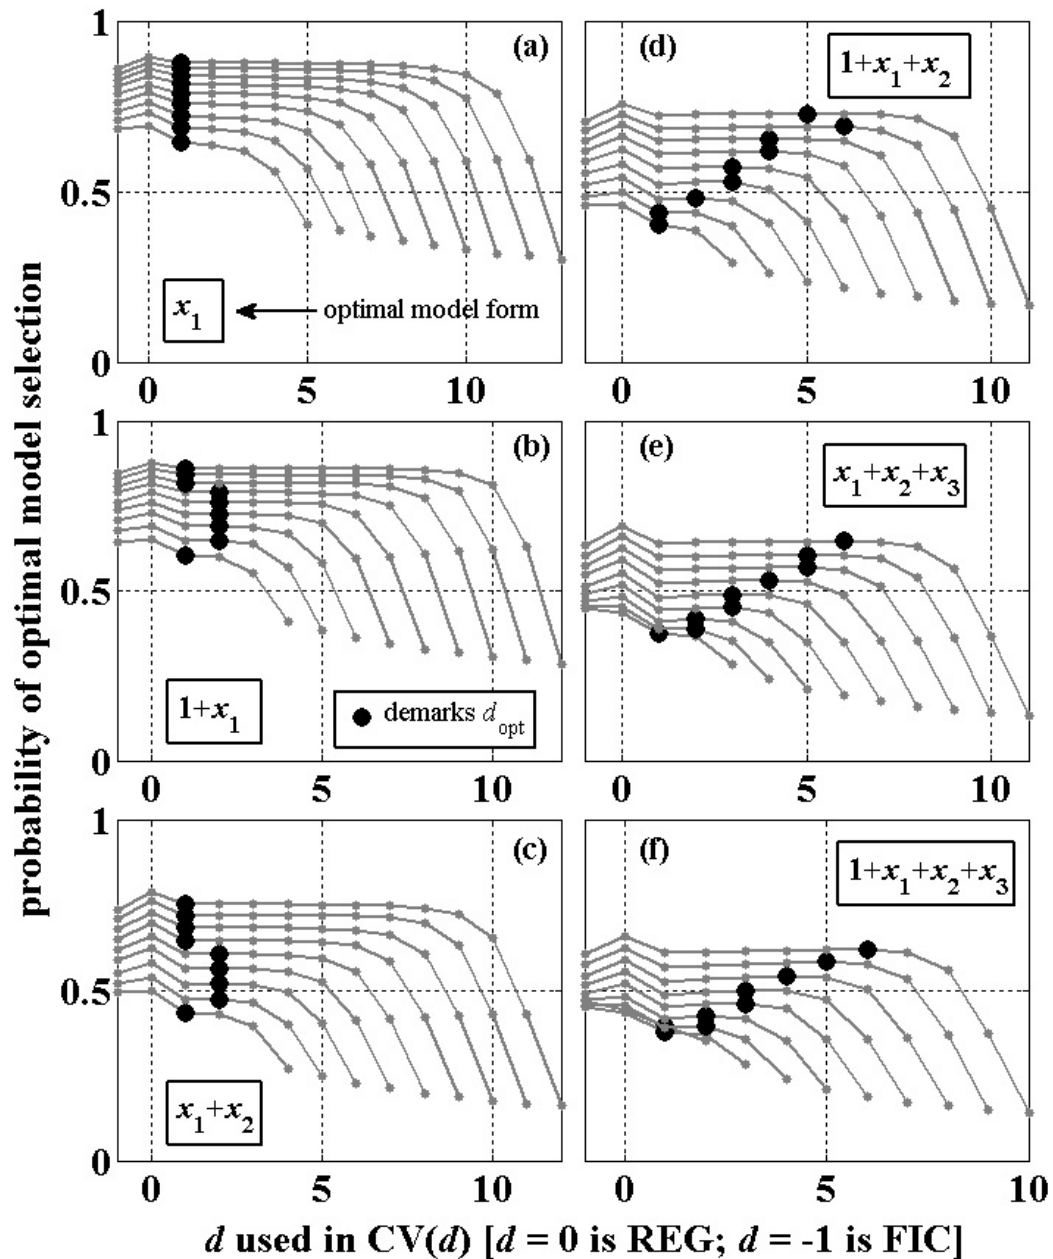 probability of optimal model selection
1
0.5
0
(a)
x1
optimal model form
0 5 10
1
0.5
0
(b)
1+x1
demarks dopt
0 5 10
1
0.5
0
(c)
x1+x2
0 5 10
(d)
1+x1+x2
0 5 10
(e)
x1+x2+x3
0 5 10
(f)
1+x1+x2+x3
0 5 10
d used in CV(d) [d = 0 is REG; d = -1 is FIC]